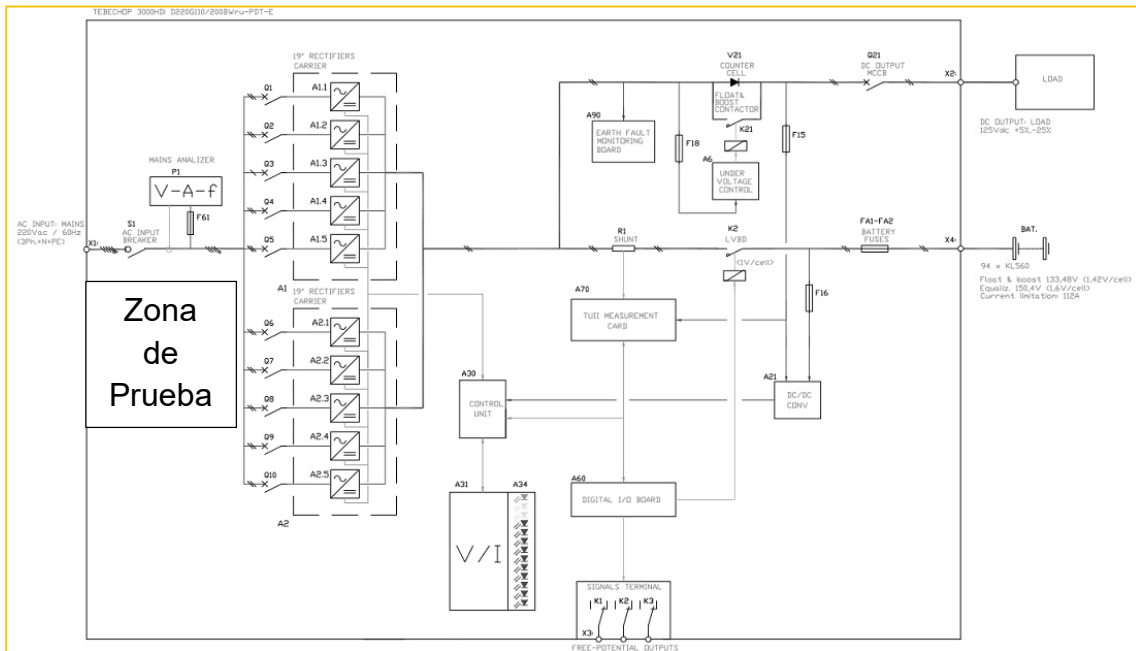 TEBECHOP 3000HDI D220G110/200BWru-PDT-E
19" RECTIFIERS
CARRIER
Q1
A1.1
Q2
A1.2
Q3
A1.3
Q4
A1.4
Q5
A1.5
A1
MAINS ANALIZER
P1
V-A-f
F61
AC INPUT: MAINS
220Vac / 60Hz
(3Ph.+N+PE)
X1:
S1
AC INPUT
BREAKER
Zona
de
Prueba
19" RECTIFIERS
CARRIER
Q6
A2.1
Q7
A2.2
Q8
A2.3
Q9
A2.4
Q10
A2.5
A2
V21
COUNTER
CELL
FLOAT&
BOOST
CONTACTOR
K21
A90
EARTH FAULT
MONITORING
BOARD
F18
A6
UNDER
VOLTAGE
CONTROL
F15
Q21
DC OUTPUT
MCCB
X2:
LOAD
DC OUTPUT: LOAD
125Vdc +5%,-25%
R1
SHUNT
K2
LVBD
(1V/cell)
FA1-FA2
BATTERY
FUSES
X4:
BAT.
94 x KL560
Float & boost 133,48V (1,42V/cell)
Equaliz. 150,4V (1,6V/cell)
Current limitation: 112A
A70
TUII MEASUREMENT
CARD
F16
A30
CONTROL
UNIT
A21
DC/DC
CONV
A31
A34
V/I
A60
DIGITAL I/O BOARD
SIGNALS TERMINAL
K1
K2
K3
X3:
FREE-POTENTIAL OUTPUTS